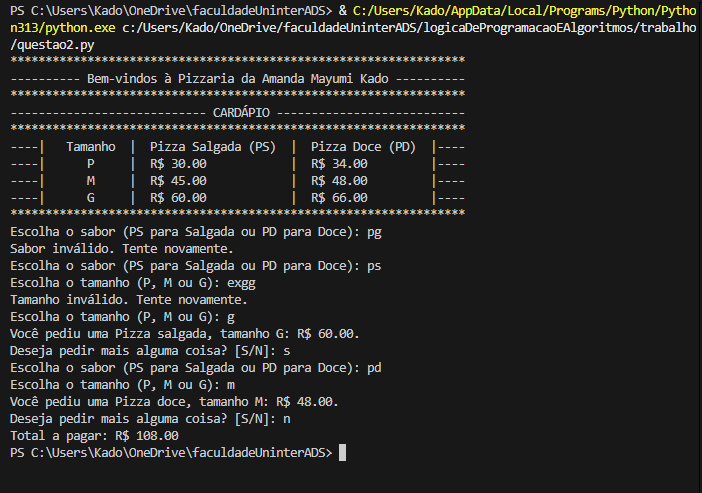 PS C:\Users\Kado\OneDrive\faculdadeUninterADS> & C:/Users/Kado/AppData/Local/Programs/Python/Pytho
n313/python.exe c:/Users/Kado/OneDrive/faculdadeUninterADS/logicaDeProgramacaoEAlgoritmos/trabalho
/questao2.py
*****************************************************************
---------- Bem-vindos à Pizzaria da Amanda Mayumi Kado ----------
*****************************************************************
---------------------------- CARDÁPIO ---------------------------
*****************************************************************
----|   Tamanho  |  Pizza Salgada (PS)  |  Pizza Doce (PD)  |----
----|      P     |  R$ 30.00            |  R$ 34.00         |----
----|      M     |  R$ 45.00            |  R$ 48.00         |----
----|      G     |  R$ 60.00            |  R$ 66.00         |----
*****************************************************************
Escolha o sabor (PS para Salgada ou PD para Doce): pg
Sabor inválido. Tente novamente.
Escolha o sabor (PS para Salgada ou PD para Doce): ps
Escolha o tamanho (P, M ou G): exgg
Tamanho inválido. Tente novamente.
Escolha o tamanho (P, M ou G): g
Você pediu uma Pizza salgada, tamanho G: R$ 60.00.
Deseja pedir mais alguma coisa? [S/N]: s
Escolha o sabor (PS para Salgada ou PD para Doce): pd
Escolha o tamanho (P, M ou G): m
Você pediu uma Pizza doce, tamanho M: R$ 48.00.
Deseja pedir mais alguma coisa? [S/N]: n
Total a pagar: R$ 108.00
PS C:\Users\Kado\OneDrive\faculdadeUninterADS>